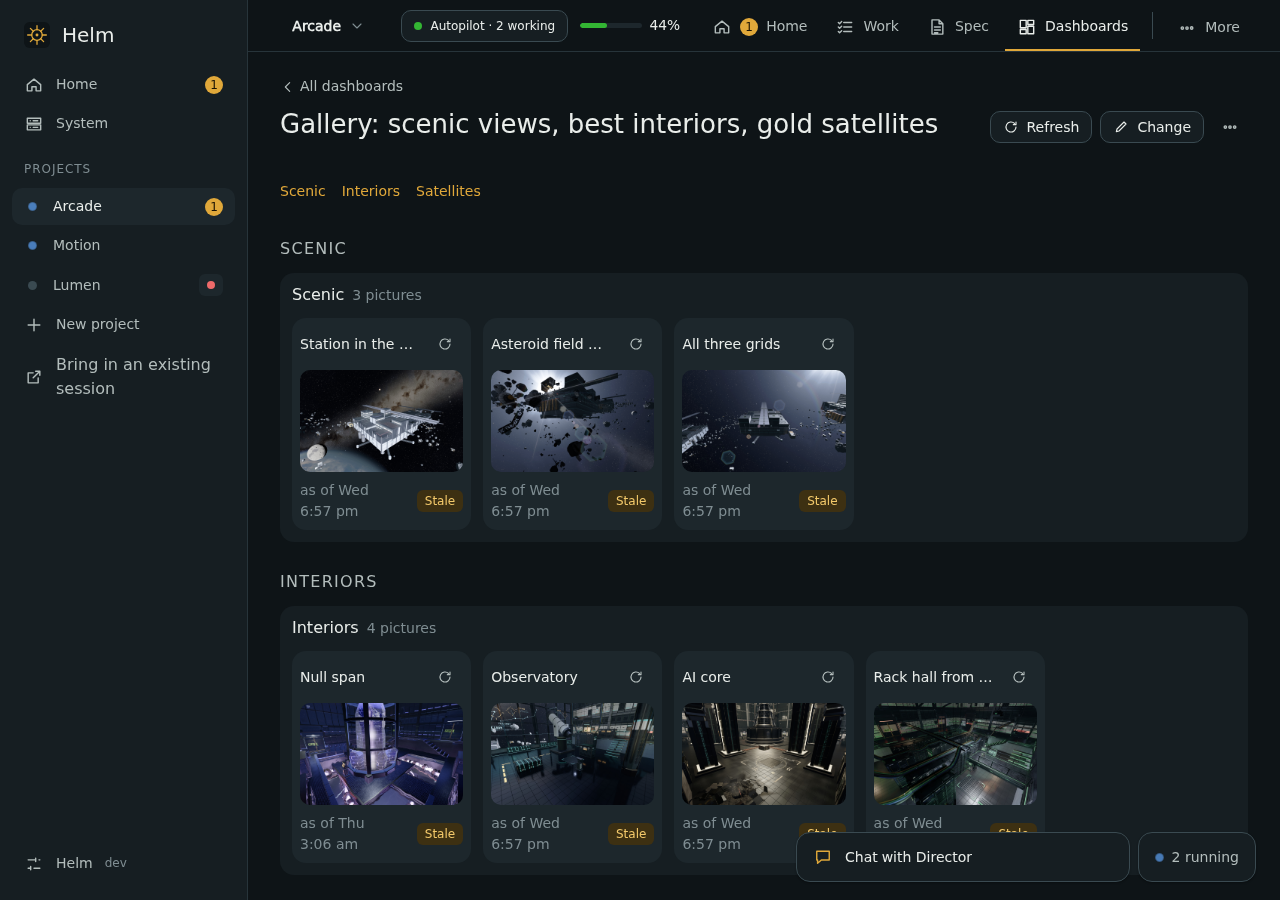 Helm
Home 1
System
PROJECTS
Arcade 1
Motion
Lumen
New project
Bring in an existing
session
Helm dev
Arcade
Autopilot · 2 working
44%
1 Home
Work
Spec
Dashboards
More
All dashboards
Gallery: scenic views, best interiors, gold satellites
Refresh
Change
Scenic Interiors Satellites
SCENIC
Scenic 3 pictures
Station in the ...
as of Wed
6:57 pm
Stale
Asteroid field ...
as of Wed
6:57 pm
Stale
All three grids
as of Wed
6:57 pm
Stale
INTERIORS
Interiors 4 pictures
Null span
as of Thu
3:06 am
Stale
Observatory
as of Wed
6:57 pm
Stale
AI core
as of Wed
6:57 pm
Stale
Rack hall from ...
as of Wed
Stale
Chat with Director
2 running